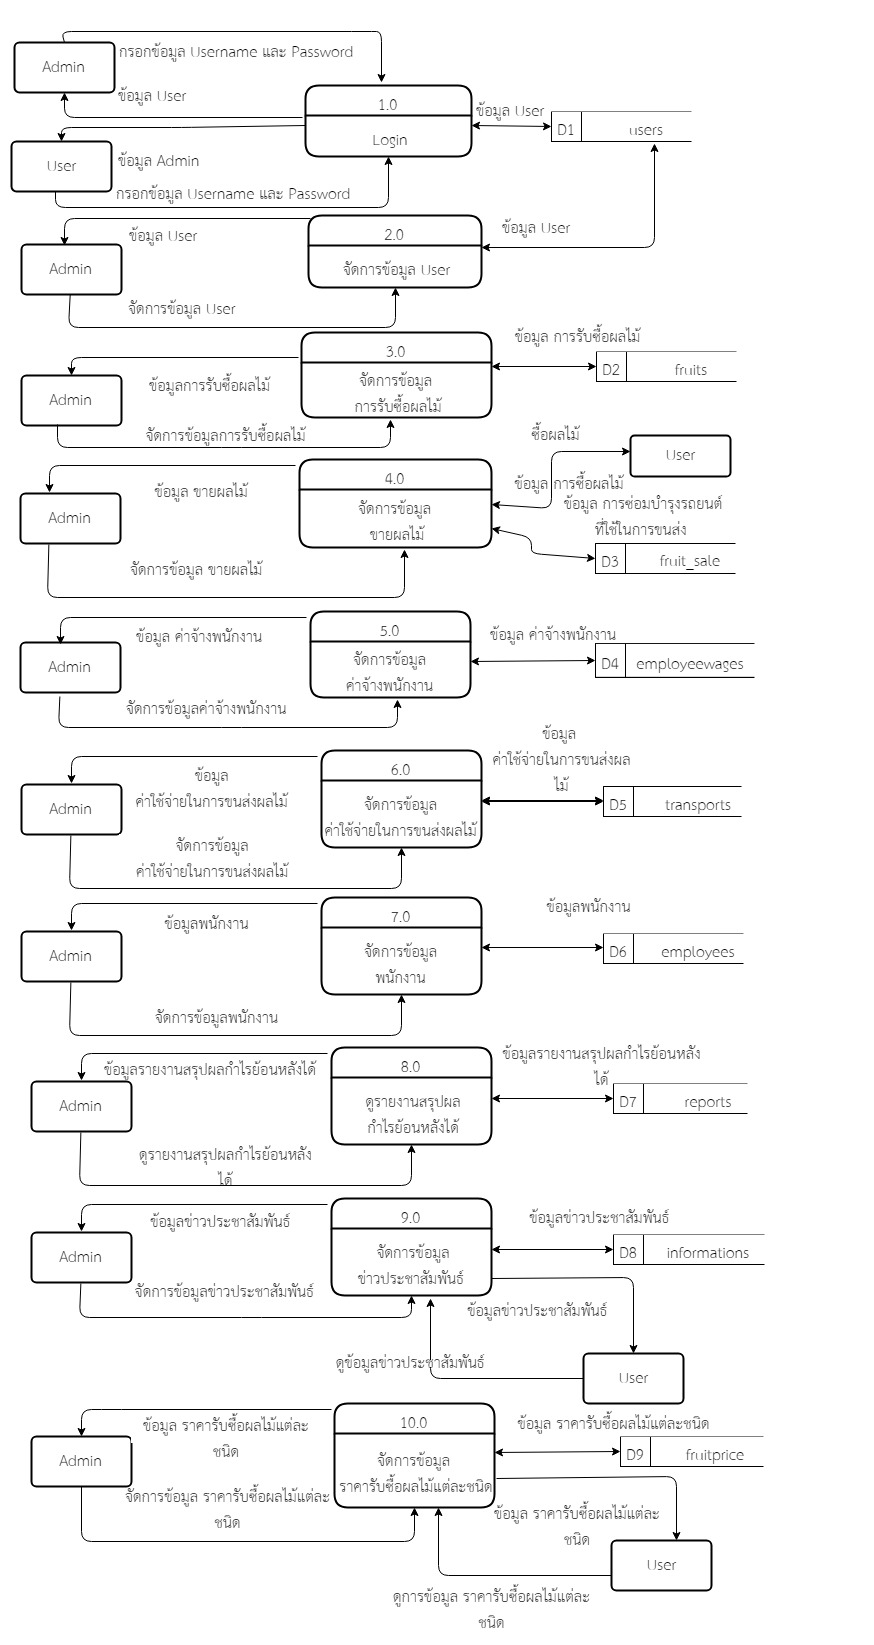 Admin
กรอกข้อมูล Username และ Password
ข้อมูล User
1.0
Login
ข้อมูล User
D1
users
User
ข้อมูล Admin
กรอกข้อมูล Username และ Password
Admin
ข้อมูล User
2.0
จัดการข้อมูล User
ข้อมูล User
จัดการข้อมูล User
Admin
ข้อมูลการรับซื้อผลไม้
3.0
จัดการข้อมูล
การรับซื้อผลไม้
ข้อมูล การรับซื้อผลไม้
D2
fruits
จัดการข้อมูลการรับซื้อผลไม้
Admin
ข้อมูล ขายผลไม้
4.0
จัดการข้อมูล
ขายผลไม้
ซื้อผลไม้
User
ข้อมูล การซื้อผลไม้
ข้อมูล การซ่อมบำรุงรถยนต์
ที่ใช้ในการขนส่ง
D3
fruit_sale
จัดการข้อมูล ขายผลไม้
Admin
ข้อมูล ค่าจ้างพนักงาน
5.0
จัดการข้อมูล
ค่าจ้างพนักงาน
ข้อมูล ค่าจ้างพนักงาน
D4
employeewages
จัดการข้อมูลค่าจ้างพนักงาน
Admin
ข้อมูล
ค่าใช้จ่ายในการขนส่งผลไม้
6.0
จัดการข้อมูล
ค่าใช้จ่ายในการขนส่งผลไม้
ข้อมูล
ค่าใช้จ่ายในการขนส่งผล
ไม้
D5
transports
จัดการข้อมูล
ค่าใช้จ่ายในการขนส่งผลไม้
Admin
ข้อมูลพนักงาน
7.0
จัดการข้อมูล
พนักงาน
ข้อมูลพนักงาน
D6
employees
จัดการข้อมูลพนักงาน
Admin
ข้อมูลรายงานสรุปผลกำไรย้อนหลังได้
8.0
ดูรายงานสรุปผล
กำไรย้อนหลังได้
ข้อมูลรายงานสรุปผลกำไรย้อนหลัง
ได้
D7
reports
ดูรายงานสรุปผลกำไรย้อนหลัง
ได้
Admin
ข้อมูลข่าวประชาสัมพันธ์
9.0
จัดการข้อมูล
ข่าวประชาสัมพันธ์
ข้อมูลข่าวประชาสัมพันธ์
D8
informations
จัดการข้อมูลข่าวประชาสัมพันธ์
ข้อมูลข่าวประชาสัมพันธ์
ดูข้อมูลข่าวประชาสัมพันธ์
User
Admin
ข้อมูล ราคารับซื้อผลไม้แต่ละ
ชนิด
10.0
จัดการข้อมูล
ราคารับซื้อผลไม้แต่ละชนิด
ข้อมูล ราคารับซื้อผลไม้แต่ละชนิด
D9
fruitprice
จัดการข้อมูล ราคารับซื้อผลไม้แต่ละ
ชนิด
ข้อมูล ราคารับซื้อผลไม้แต่ละ
ชนิด
User
ดูการข้อมูล ราคารับซื้อผลไม้แต่ละ
ชนิด